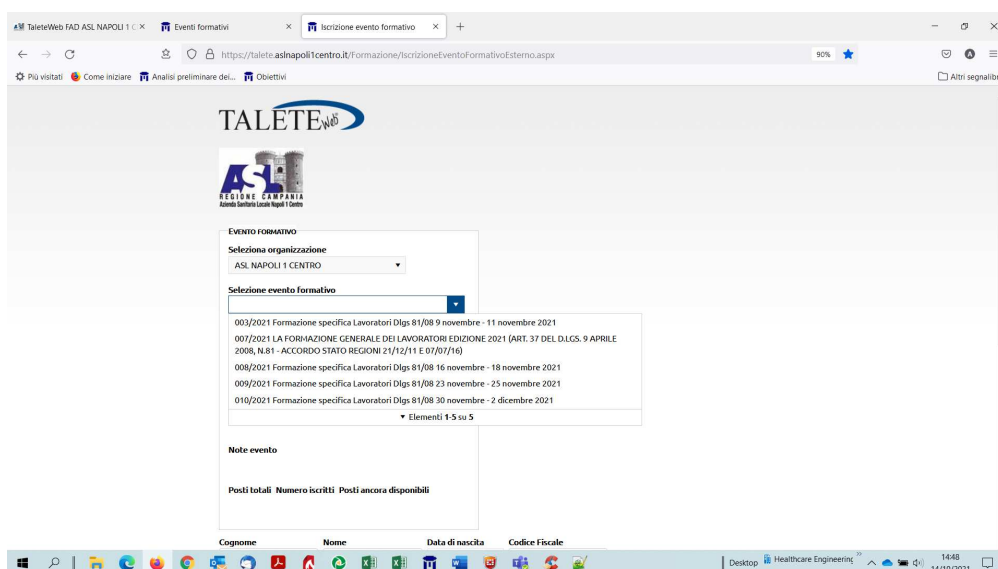 TaleteWeb FAD ASL NAPOLI 1 C
Eventi formativi
Iscrizione evento formativo
https://talete.aslnapoli1centro.it/Formazione/IscrizioneEventoFormativoEsterno.aspx
90%
Più visitati
Come iniziare
Analisi preliminare dei...
Obiettivi
Altri segnalibr
TALETE Web
ASL
REGIONE CAMPANIA
Azienda Sanitaria Locale Napoli 1 Centro
EVENTO FORMATIVO
Seleziona organizzazione
ASL NAPOLI 1 CENTRO
Selezione evento formativo
003/2021 Formazione specifica Lavoratori Dlgs 81/08 9 novembre - 11 novembre 2021
007/2021 LA FORMAZIONE GENERALE DEI LAVORATORI EDIZIONE 2021 (ART. 37 DEL D.LGS. 9 APRILE
2008, N.81 - ACCORDO STATO REGIONI 21/12/11 E 07/07/16)
008/2021 Formazione specifica Lavoratori Dlgs 81/08 16 novembre - 18 novembre 2021
009/2021 Formazione specifica Lavoratori Dlgs 81/08 23 novembre - 25 novembre 2021
010/2021 Formazione specifica Lavoratori Dlgs 81/08 30 novembre - 2 dicembre 2021
Elementi 1-5 su 5
Note evento
Posti totali Numero iscritti Posti ancora disponibili
Cognome Nome Data di nascita Codice Fiscale
Desktop
Healthcare Engineering
14:48
14/10/2021